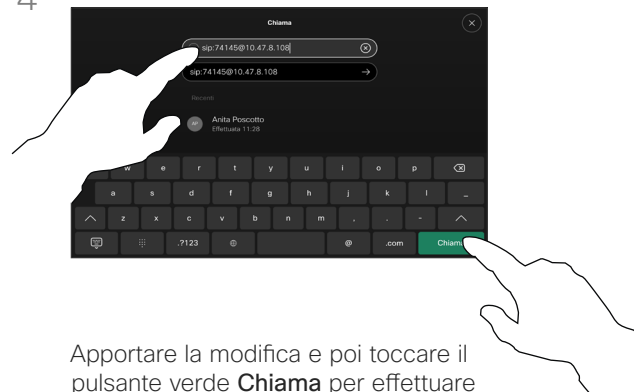 4
Chiama
sip:74145@10.47.8.108
sip:74145@10.47.8.108
Recenti
AP Anita Poscotto
Effettuata 11:28
w e r t y u i o p
a s d f g h j k l _
z x c v b n m , . -
.?123 @ .com Chiama
Apportare la modifica e poi toccare il
pulsante verde Chiama per effettuare